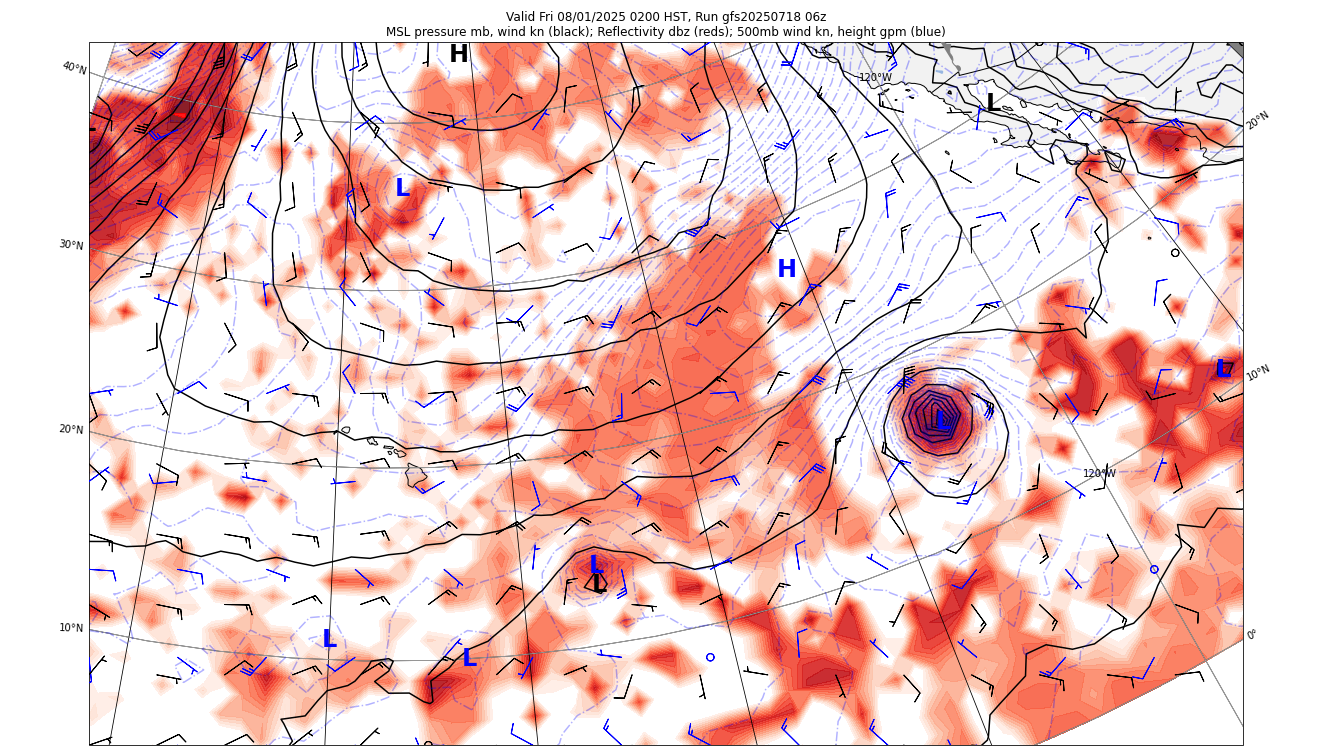 Valid Fri 08/01/2025 0200 HST, Run gfs20250718 06z
MSL pressure mb, wind kn (black); Reflectivity dbz (reds); 500mb wind kn, height gpm (blue)
H
40°N
120°W
L
20°N
L
L
30°N
H
10°N
L
L
20°N
120°W
L
L
10°N
0°
L
L